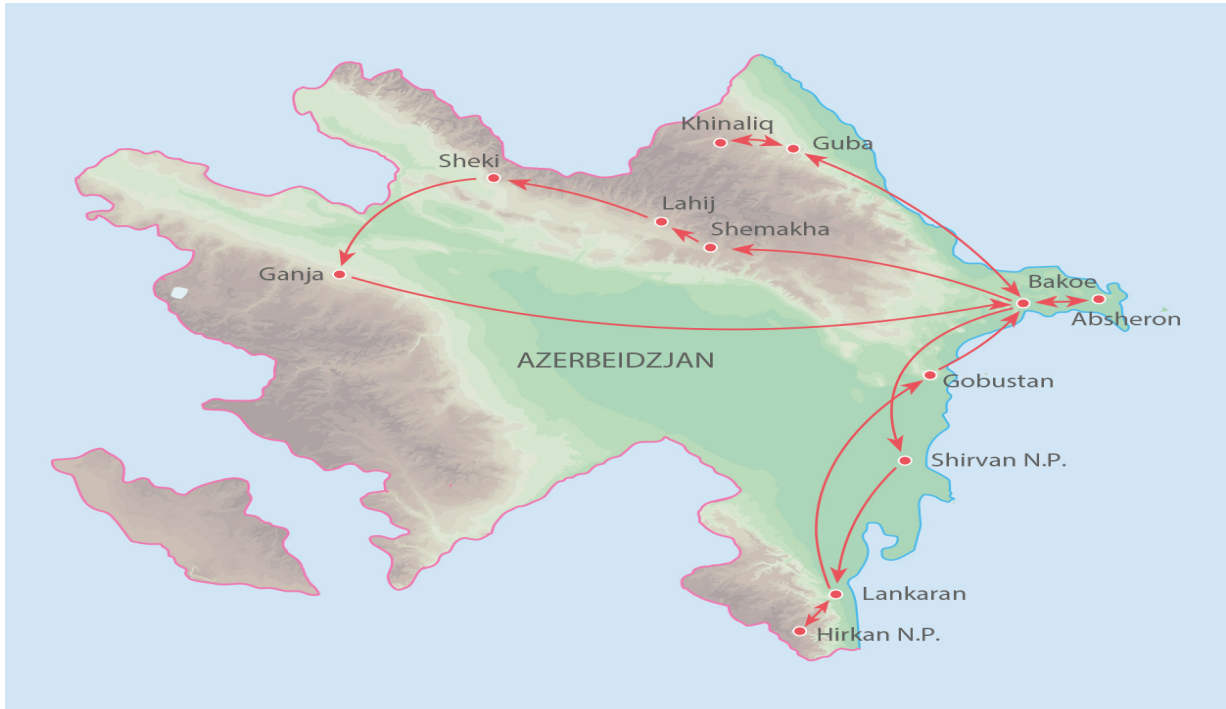 Khinaliq
Guba
Sheki
Lahij
Shemakha
Ganja
Bakoe
Absheron
AZERBEIDZJAN
Gobustan
Shirvan N.P.
Lankaran
Hirkan N.P.